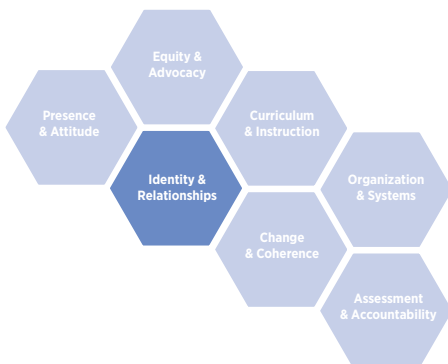 Equity &
Advocacy
Presence
& Attitude
Curriculum
& Instruction
Identity &
Relationships
Organization
& Systems
Change
& Coherence
Assessment
& Accountability